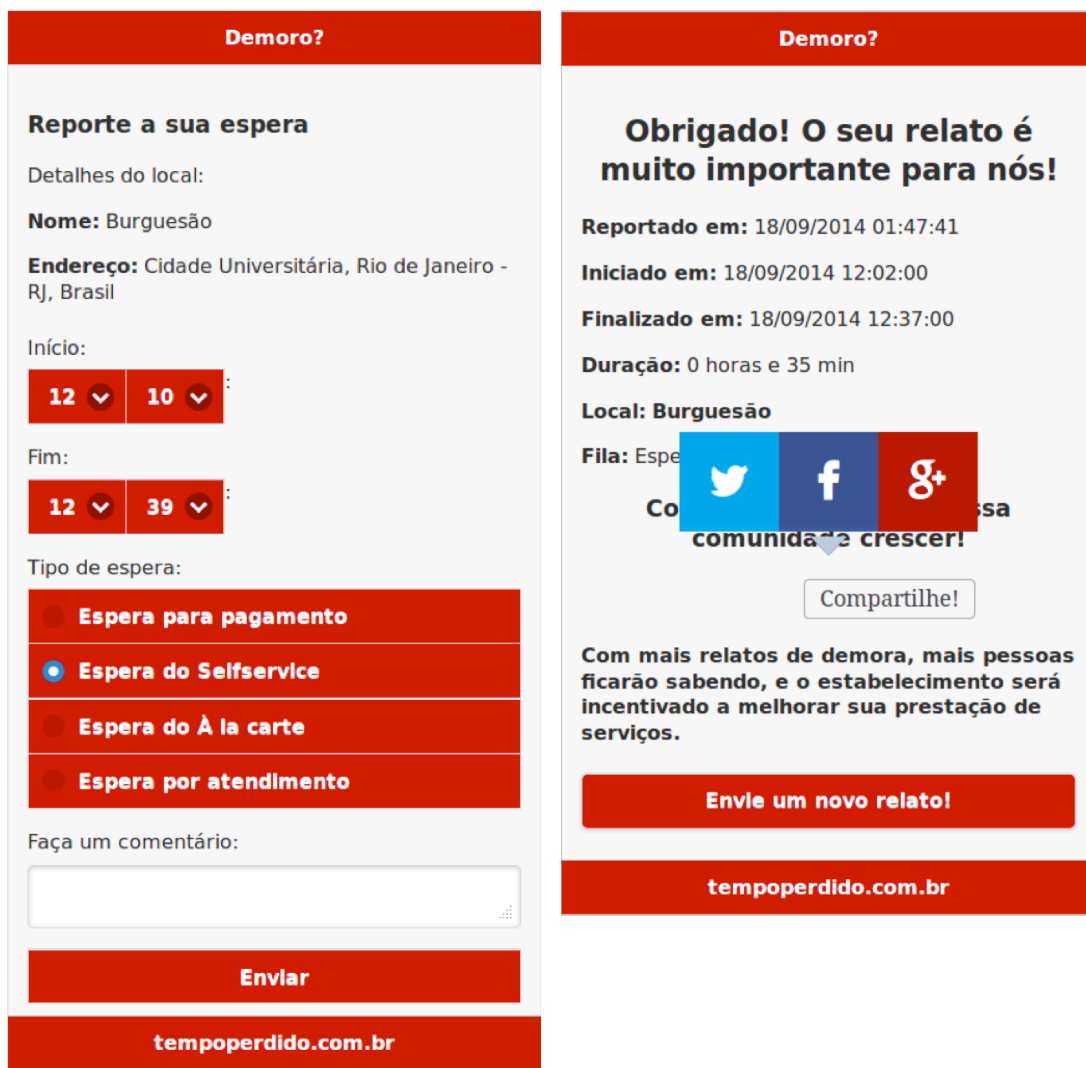 Demoro?
Reporte a sua espera
Detalhes do local:
Nome: Burguesão
Endereço: Cidade Universitária, Rio de Janeiro -
RJ, Brasil
Início:
12 10 :
Fim:
12 39 :
Tipo de espera:
Espera para pagamento
Espera do Selfservice
Espera do À la carte
Espera por atendimento
Faça um comentário:
Enviar
tempoperdido.com.br
Demoro?
Obrigado! O seu relato é
muito importante para nós!
Reportado em: 18/09/2014 01:47:41
Iniciado em: 18/09/2014 12:02:00
Finalizado em: 18/09/2014 12:37:00
Duração: 0 horas e 35 min
Local: Burguesão
Fila:
comunidade crescer!
Compartilhe!
Com mais relatos de demora, mais pessoas
ficarão sabendo, e o estabelecimento será
incentivado a melhorar sua prestação de
serviços.
Envie um novo relato!
tempoperdido.com.br